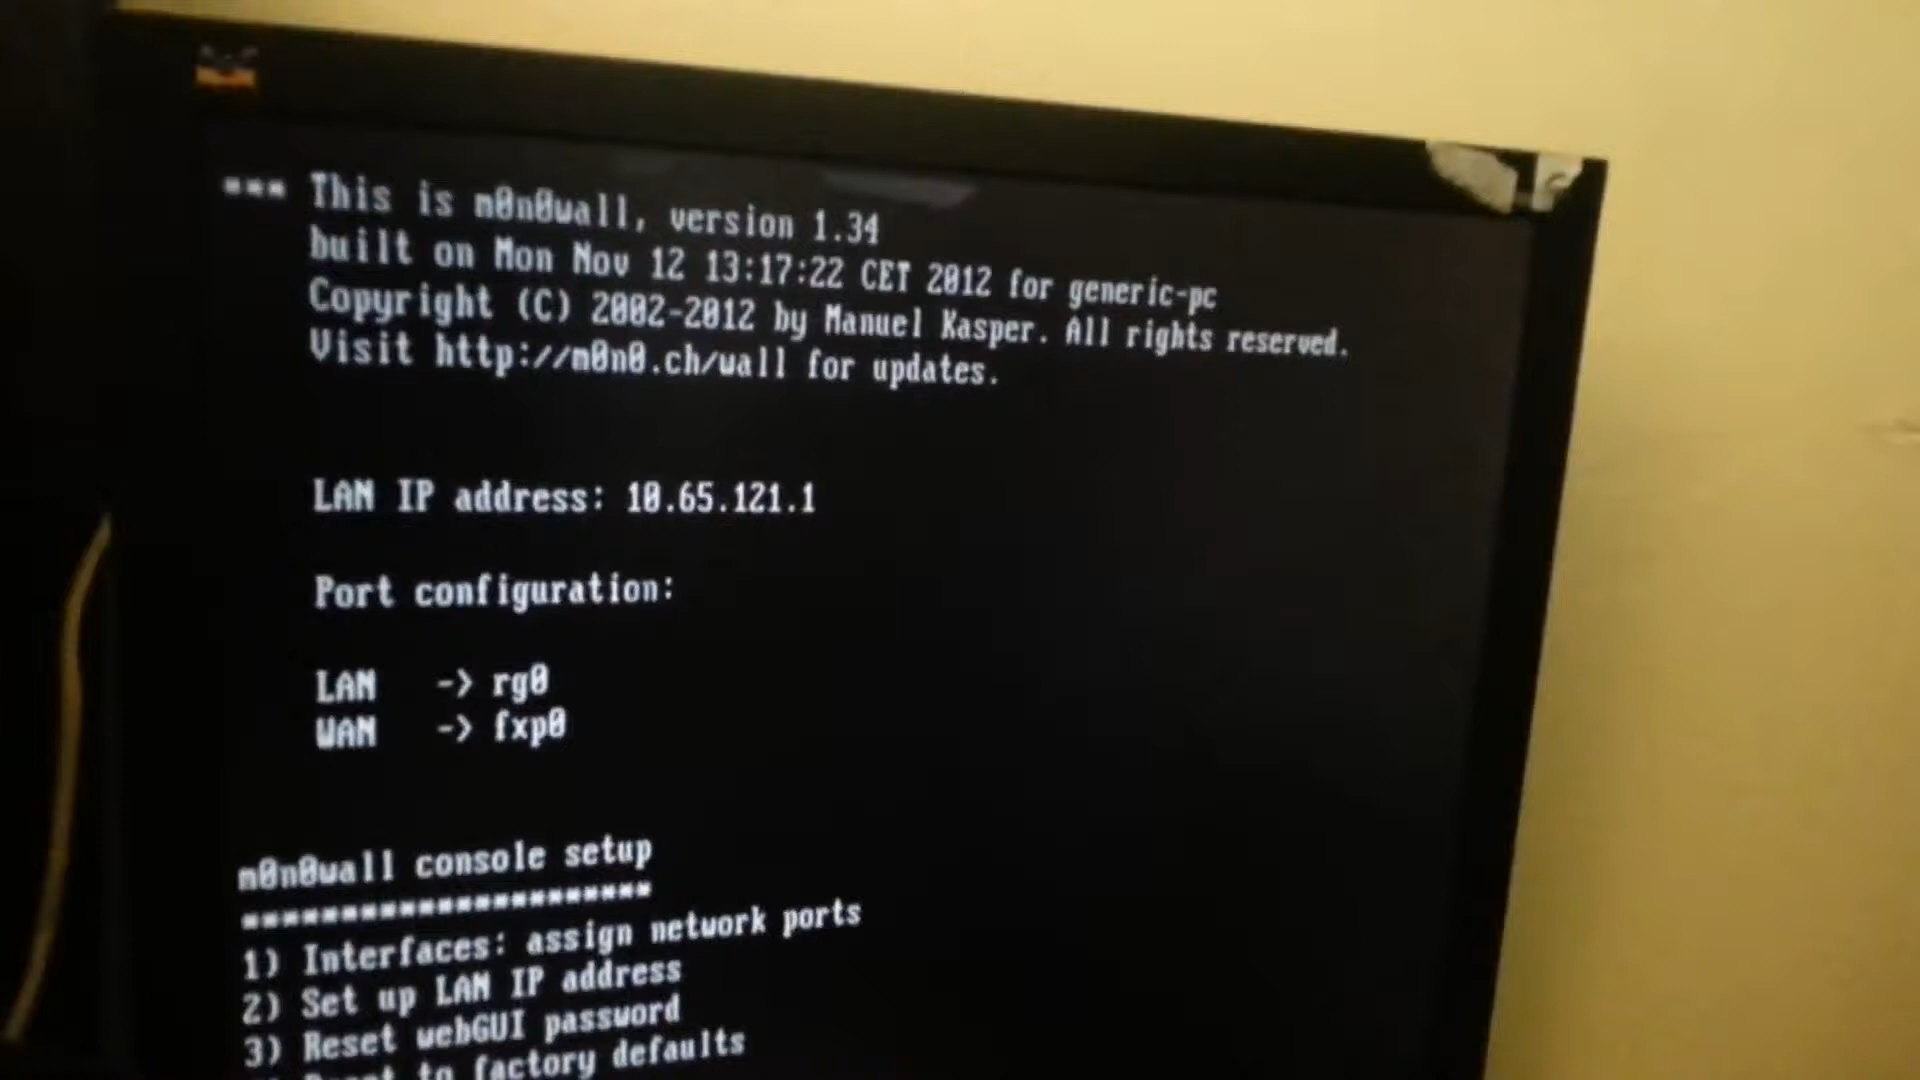 *** This is m0n0wall, version 1.34
built on Mon Nov 12 13:17:22 CET 2012 for generic-pc
Copyright (C) 2002-2012 by Manuel Kasper. All rights reserved.
Visit http://m0n0.ch/wall for updates.
LAN IP address: 10.65.121.1
Port configuration:
LAN -> rg0
WAN -> fxp0
m0n0wall console setup
*********************
1) Interfaces: assign network ports
2) Set up LAN IP address
3) Reset webGUI password
to factory defaults